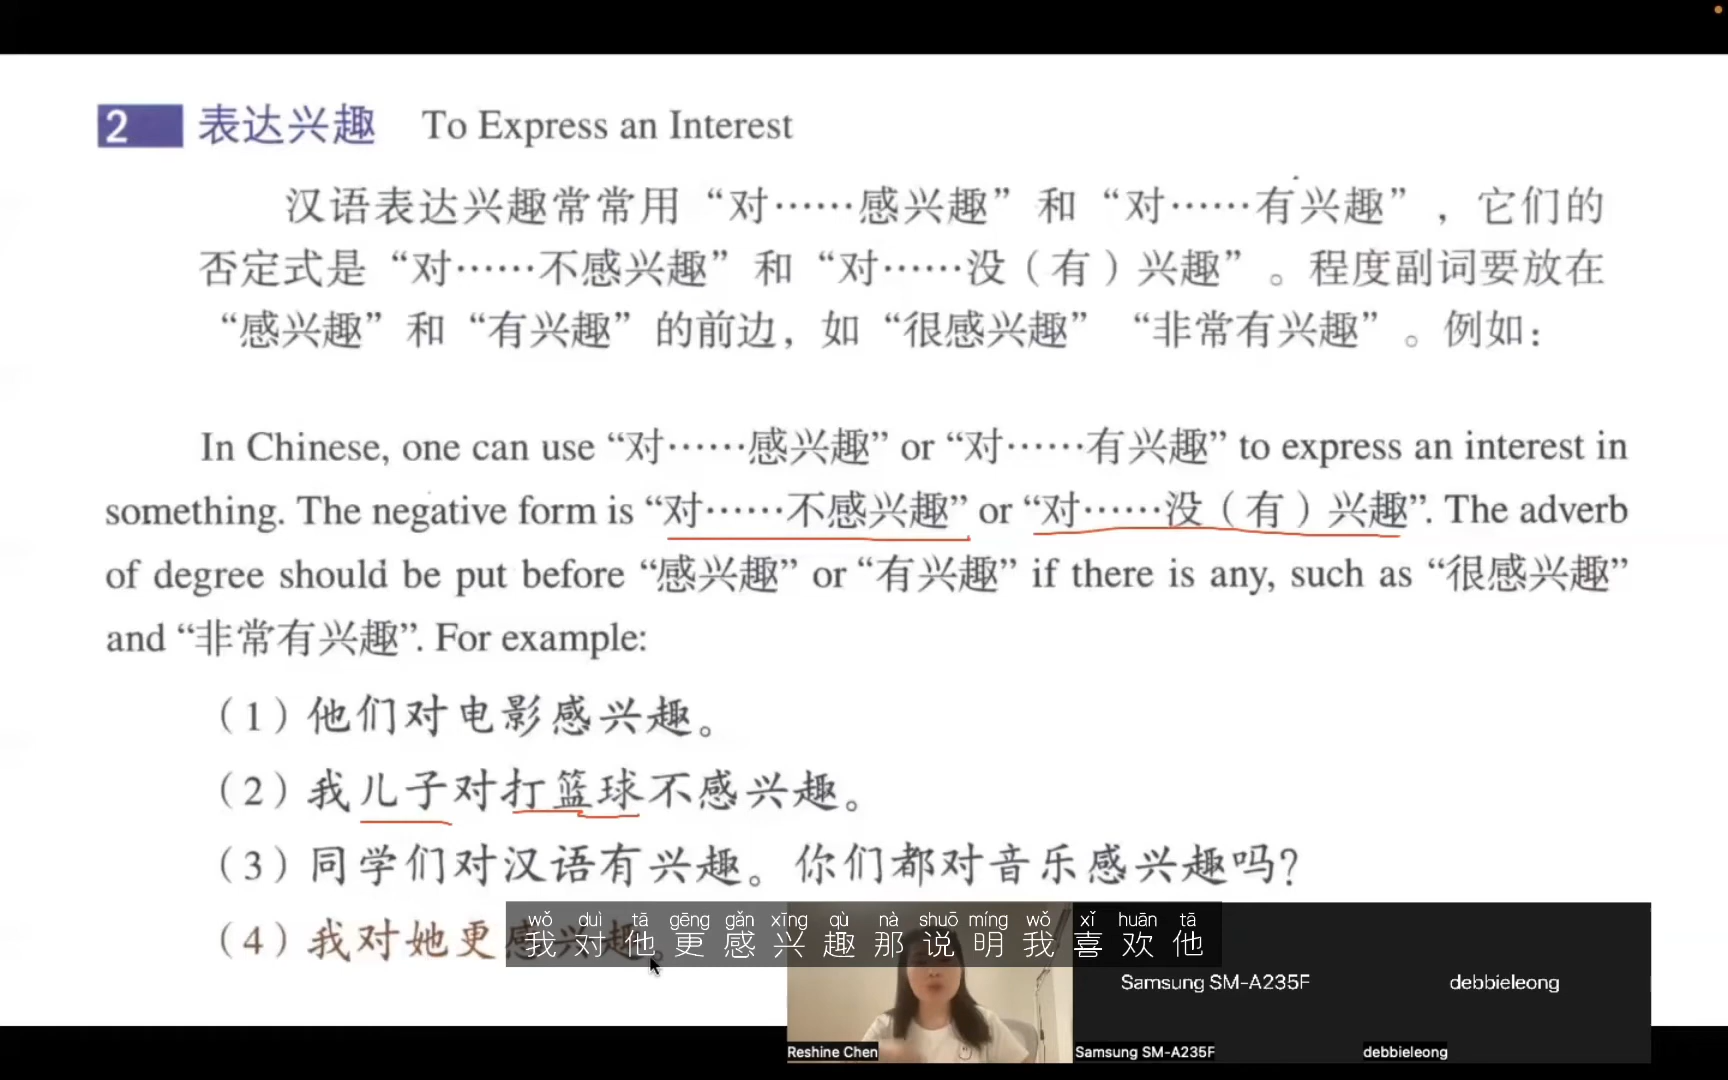 2 表达兴趣 To Express an Interest
汉语表达兴趣常常用“对……感兴趣”和“对……有兴趣”，它们的
否定式是“对……不感兴趣”和“对……没（有）兴趣”。程度副词要放在
“感兴趣”和“有兴趣”的前边，如“很感兴趣”“非常有兴趣”。例如：
In Chinese, one can use “对……感兴趣” or “对……有兴趣” to express an interest in
something. The negative form is “对……不感兴趣” or “对……没（有）兴趣”. The adverb
of degree should be put before “感兴趣” or “有兴趣” if there is any, such as “很感兴趣”
and “非常有兴趣”. For example:
（1）他们对电影感兴趣。
（2）我儿子对打篮球不感兴趣。
（3）同学们对汉语有兴趣。你们都对音乐感兴趣吗？
（4）我对她更感兴趣。
wǒ duì tā gēng gǎn xīng qù nà shuō míng wǒ xǐ huān tā
我对他更感兴趣那说明我喜欢他
Samsung SM-A235F debbieleong
Reshine Chen Samsung SM-A235F debbieleong